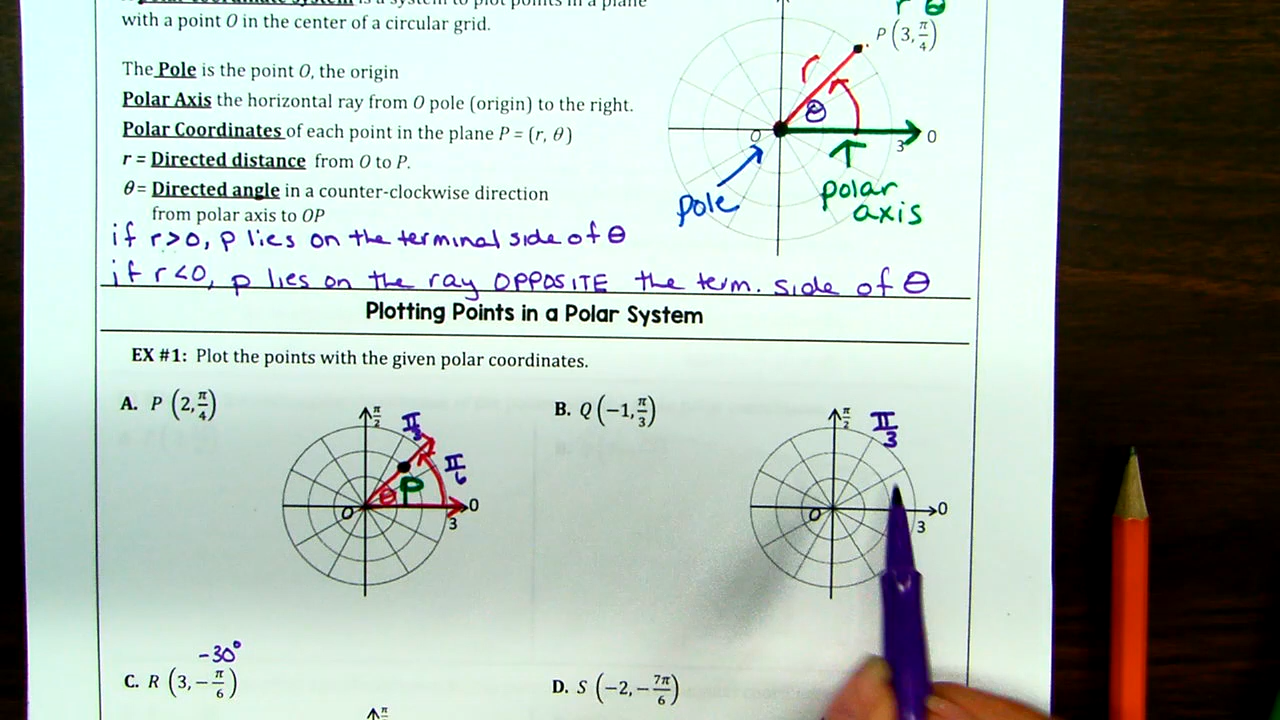 with a point O in the center of a circular grid.
r θ
P (3, π/4)
The Pole is the point O, the origin
Polar Axis the horizontal ray from O pole (origin) to the right.
Polar Coordinates of each point in the plane P = (r, θ)
r = Directed distance from O to P.
θ = Directed angle in a counter-clockwise direction
from polar axis to OP
r
θ
O
3
0
pole
polar
axis
if r>0, p lies on the terminal side of θ
if r<0, p lies on the ray OPPOSITE the term. side of θ
Plotting Points in a Polar System
EX #1: Plot the points with the given polar coordinates.
A. P (2, π/4)
π/2
π/3
π/6
θ
P
O
3
0
B. Q (−1, π/3)
π/2
π/3
O
3
0
-30°
C. R (3, −π/6)
π
D. S (−2, −7π/6)